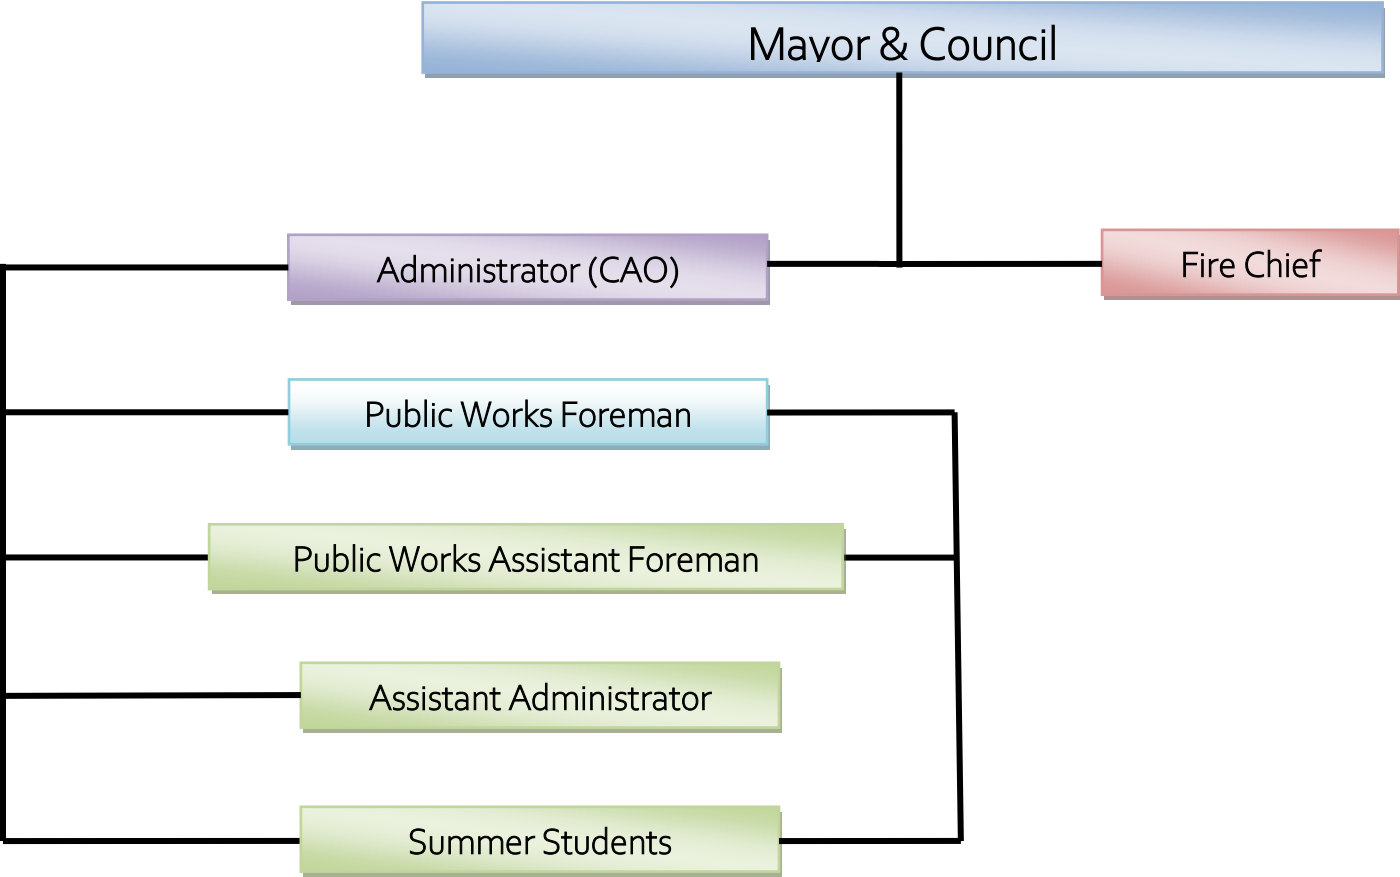 Mayor & Council
Administrator (CAO)
Fire Chief
Public Works Foreman
Public Works Assistant Foreman
Assistant Administrator
Summer Students